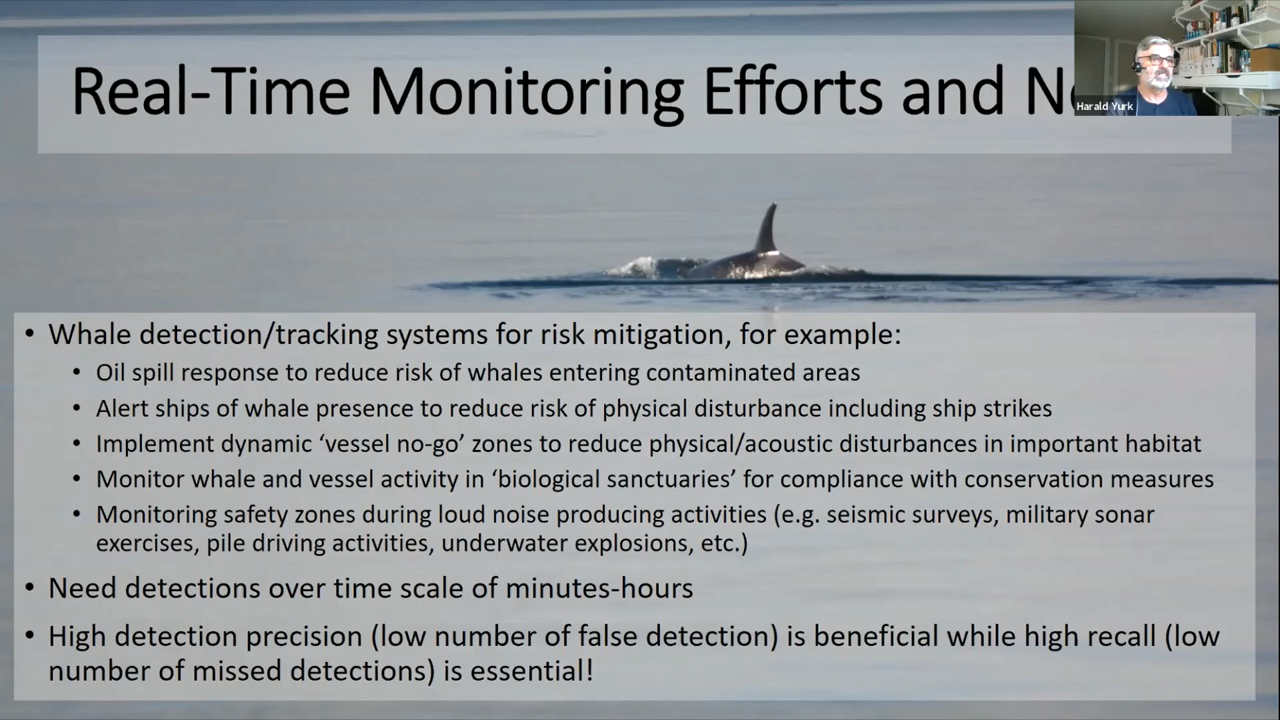 Real-Time Monitoring Efforts and
Harald Yurk
• Whale detection/tracking systems for risk mitigation, for example:
• Oil spill response to reduce risk of whales entering contaminated areas
• Alert ships of whale presence to reduce risk of physical disturbance including ship strikes
• Implement dynamic ‘vessel no-go’ zones to reduce physical/acoustic disturbances in important habitat
• Monitor whale and vessel activity in ‘biological sanctuaries’ for compliance with conservation measures
• Monitoring safety zones during loud noise producing activities (e.g. seismic surveys, military sonar
exercises, pile driving activities, underwater explosions, etc.)
• Need detections over time scale of minutes-hours
• High detection precision (low number of false detection) is beneficial while high recall (low
number of missed detections) is essential!